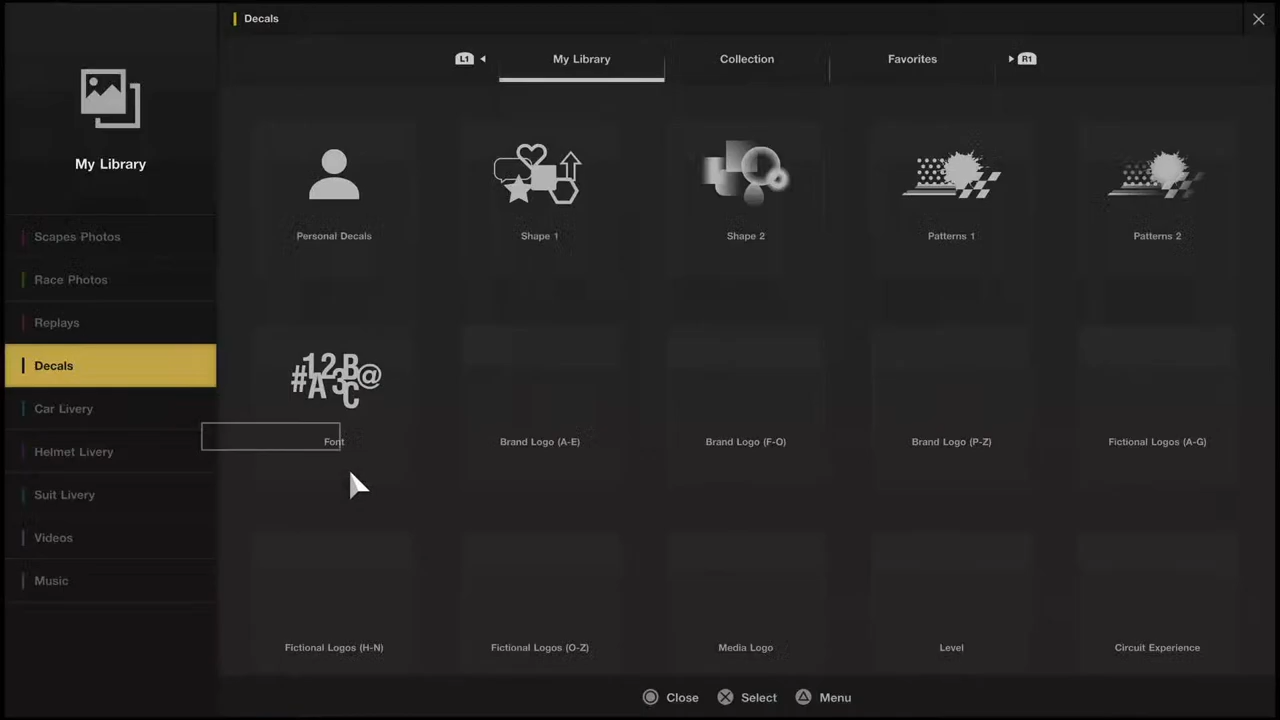 Decals
L1
My Library
Collection
Favorites
R1
My Library
Scapes Photos
Race Photos
Replays
Decals
Car Livery
Helmet Livery
Suit Livery
Videos
Music
Personal Decals
Shape 1
Shape 2
Patterns 1
Patterns 2
#123ABC@
Font
Brand Logo (A-E)
Brand Logo (F-O)
Brand Logo (P-Z)
Fictional Logos (A-G)
Fictional Logos (H-N)
Fictional Logos (O-Z)
Media Logo
Level
Circuit Experience
Close
Select
Menu